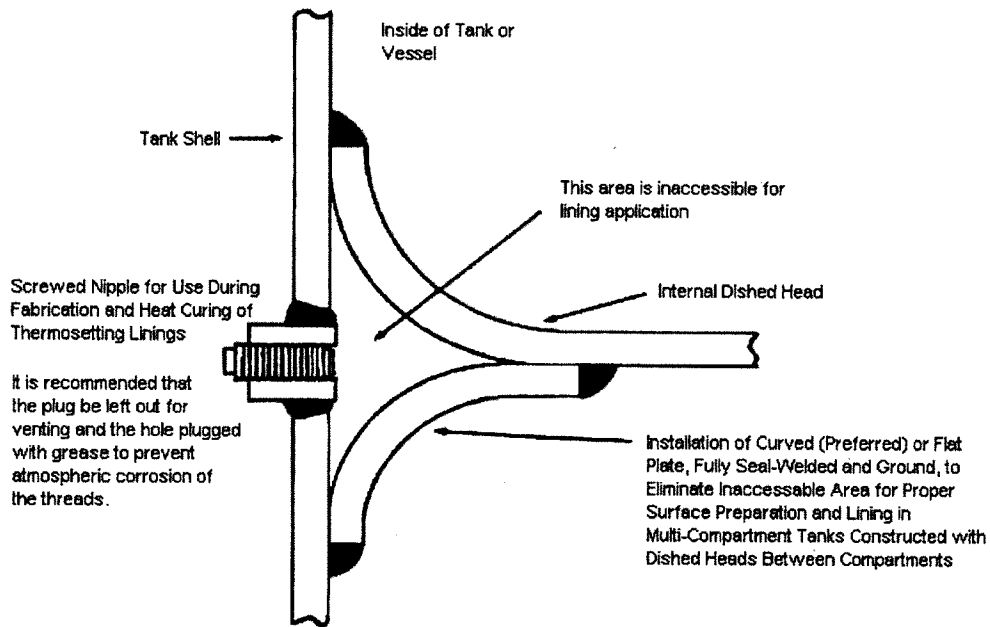 Inside of Tank or
Vessel
Tank Shell
This area is inaccessible for
lining application
Screwed Nipple for Use During
Fabrication and Heat Curing of
Thermosetting Linings
Internal Dished Head
It is recommended that
the plug be left out for
venting and the hole plugged
with grease to prevent
atmospheric corrosion of
the threads.
Installation of Curved (Preferred) or Flat
Plate, Fully Seal-Welded and Ground, to
Eliminate Inaccessable Area for Proper
Surface Preparation and Lining in
Multi-Compartment Tanks Constructed with
Dished Heads Between Compartments